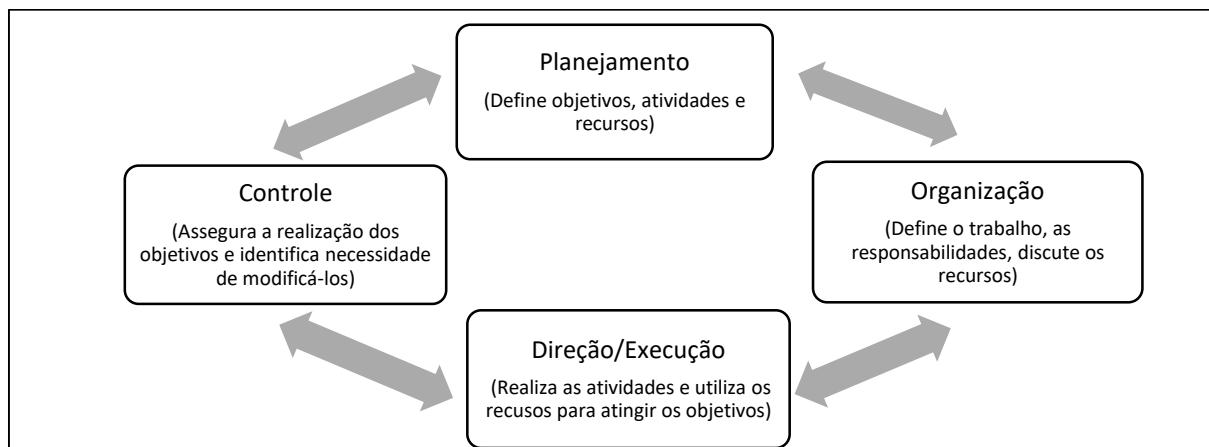 Planejamento
(Define objetivos, atividades e
recursos)
Controle
(Assegura a realização dos
objetivos e identifica necessidade
de modificá-los)
Organização
(Define o trabalho, as
responsabilidades, discute os
recursos)
Direção/Execução
(Realiza as atividades e utiliza os
recusos para atingir os objetivos)